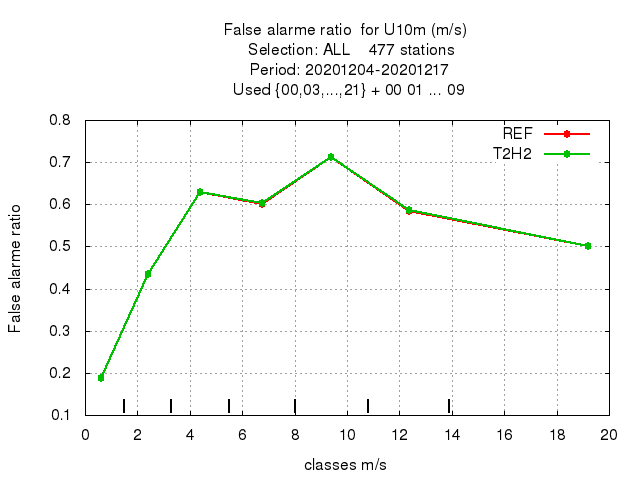 False alarme ratio  for U10m (m/s)
Selection: ALL    477 stations
Period: 20201204-20201217
Used {00,03,...,21} + 00 01 ... 09
REF
T2H2
False alarme ratio
0.8
0.7
0.6
0.5
0.4
0.3
0.2
0.1
0 2 4 6 8 10 12 14 16 18 20
classes m/s